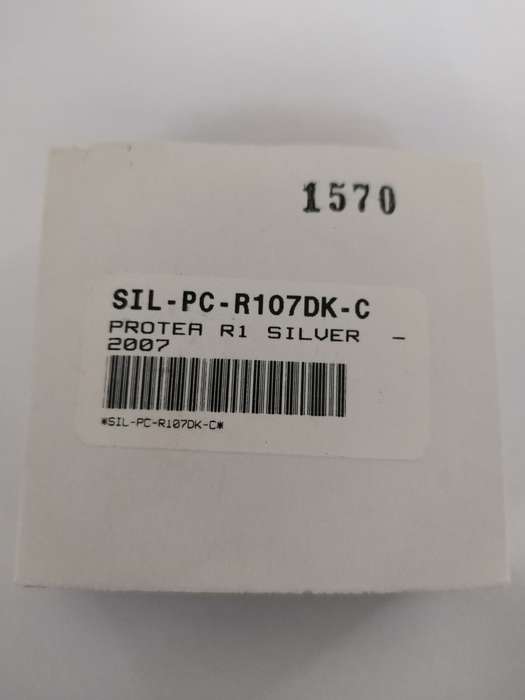 1570
SIL-PC-R107DK-C
PROTEA R1 SILVER -
2007
*SIL-PC-R107DK-C*